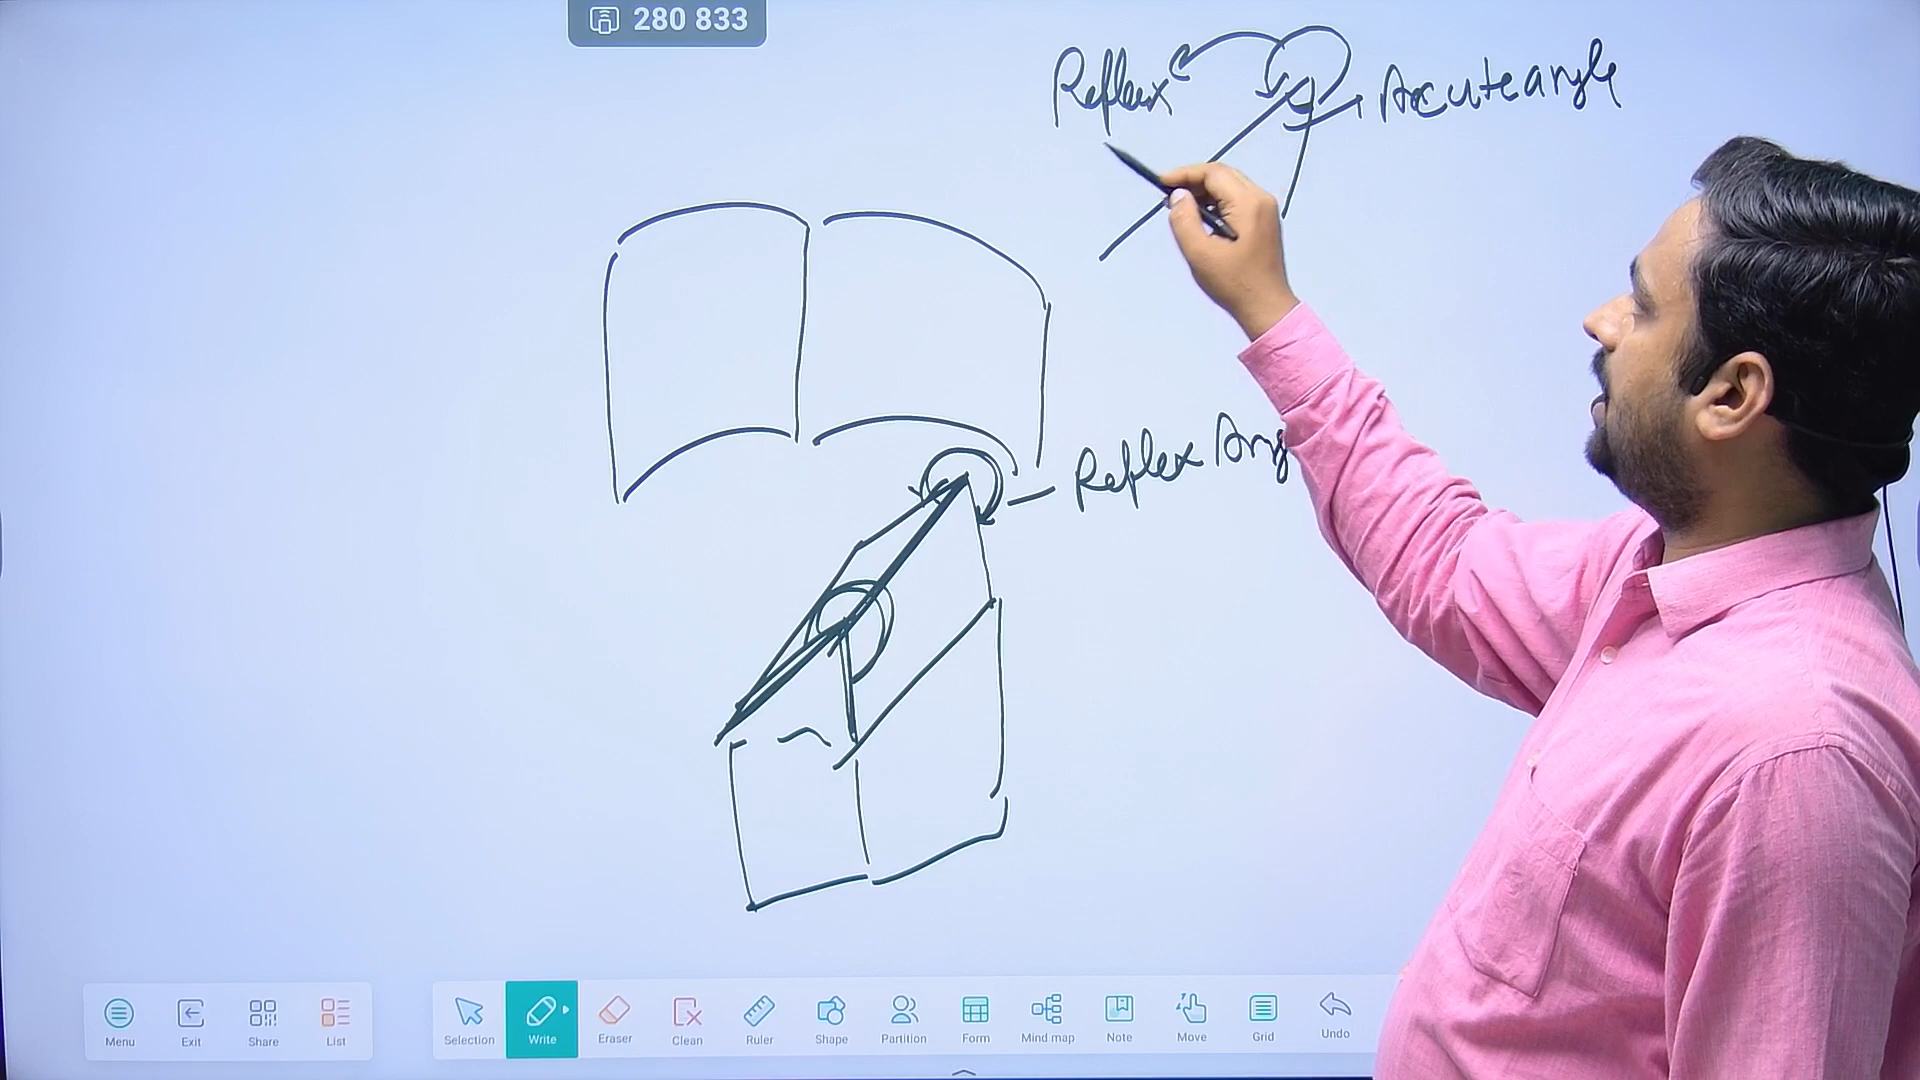 280 833
Reflex
Acute angle
Reflex Ang
Menu
Exit
Share
List
Selection
Write
Eraser
Clean
Ruler
Shape
Partition
Form
Mind map
Note
Move
Grid
Undo